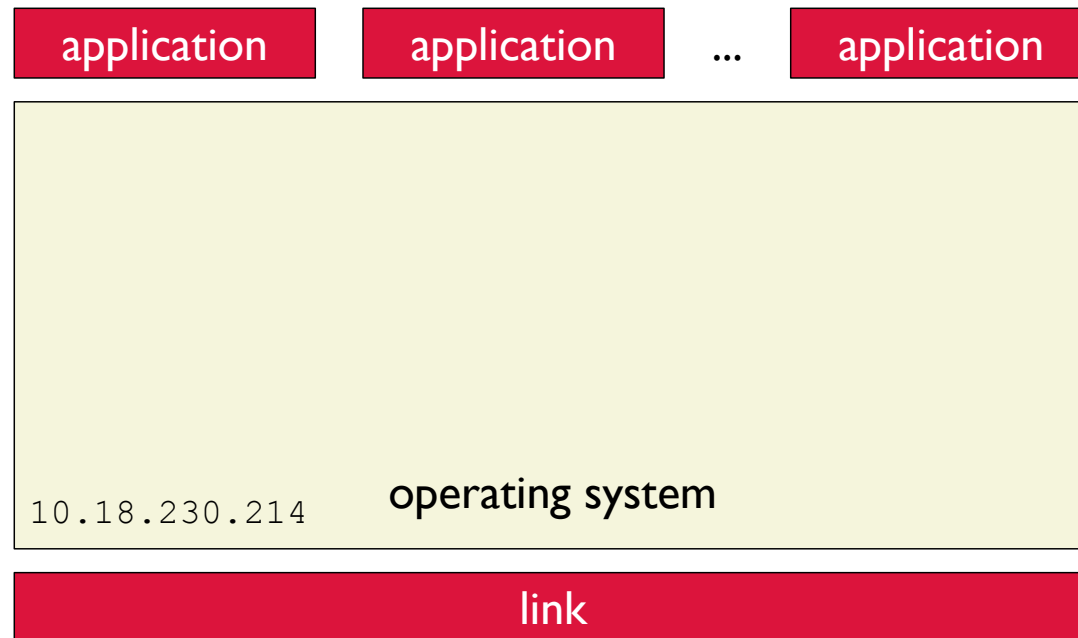 application application ... application
10.18.230.214 operating system
link